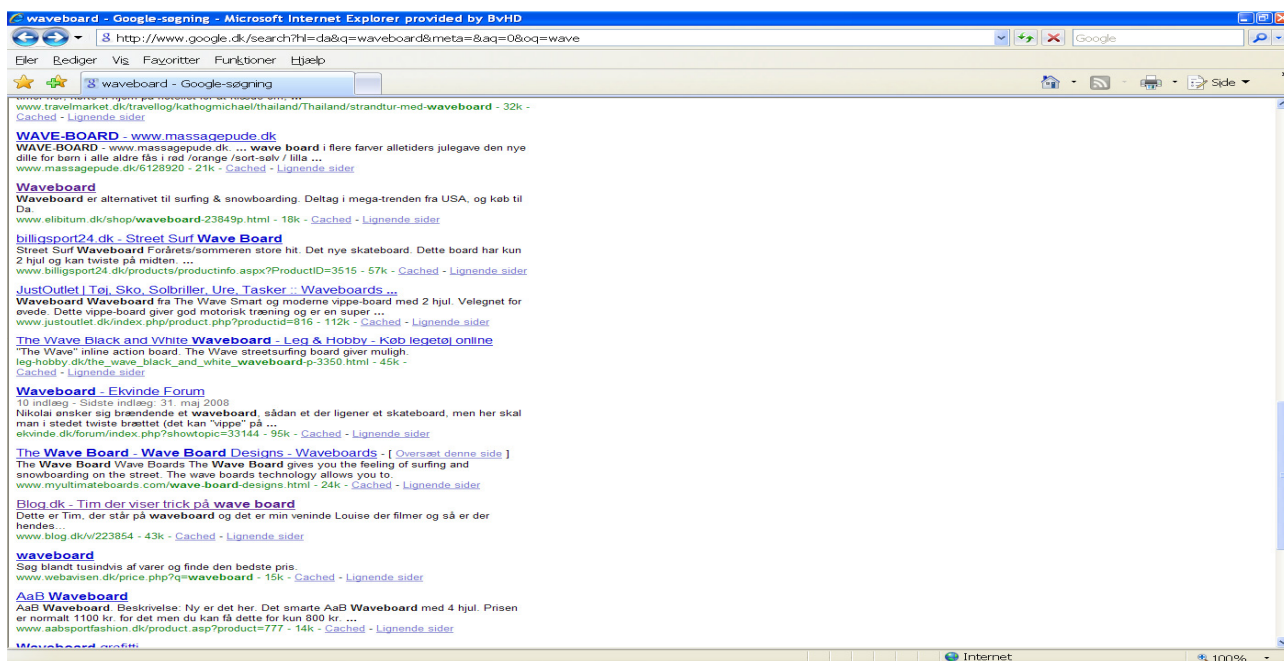 waveboard - Google-søgning - Microsoft Internet Explorer provided by BvHD
http://www.google.dk/search?hl=da&q=waveboard&meta=&aq=0&oq=wave
Google
Filer Rediger Vis Favoritter Funktioner Hjælp
waveboard - Google-søgning
Side
www.travelmarket.dk/travellog/kathogmichael/thailand/Thailand/strandtur-med-waveboard - 32k -
Cached - Lignende sider
WAVE-BOARD - www.massagepude.dk
WAVE-BOARD - www.massagepude.dk. ... wave board i flere farver alletiders julegave den nye
dille for børn i alle aldre fås i rød /orange /sort-sølv / lilla ...
www.massagepude.dk/6128920 - 21k - Cached - Lignende sider
Waveboard
Waveboard er alternativet til surfing & snowboarding. Deltag i mega-trenden fra USA, og køb til
Da.
www.elibitum.dk/shop/waveboard-23849p.html - 18k - Cached - Lignende sider
billigsport24.dk - Street Surf Wave Board
Street Surf Waveboard Forårets/sommeren store hit. Det nye skateboard. Dette board har kun
2 hjul og kan twiste på midten. ...
www.billigsport24.dk/products/productinfo.aspx?ProductID=3515 - 57k - Cached - Lignende sider
JustOutlet | Tøj, Sko, Solbriller, Ure, Tasker :: Waveboards ...
Waveboard Waveboard fra The Wave Smart og moderne vippe-board med 2 hjul. Velegnet for
øvede. Dette vippe-board giver god motorisk træning og er en super ...
www.justoutlet.dk/index.php/product.php?productid=816 - 112k - Cached - Lignende sider
The Wave Black and White Waveboard - Leg & Hobby - Køb legetøj online
"The Wave" inline action board. The Wave streetsurfing board giver muligh.
leg-hobby.dk/the_wave_black_and_white_waveboard-p-3350.html - 45k -
Cached - Lignende sider
Waveboard - Ekvinde Forum
10 indlæg - Sidste indlæg: 31. maj 2008
Nikolai ønsker sig brændende et waveboard, sådan et der ligener et skateboard, men her skal
man i stedet twiste brættet (det kan "vippe" på ...
ekvinde.dk/forum/index.php?showtopic=33144 - 95k - Cached - Lignende sider
The Wave Board - Wave Board Designs - Waveboards - [ Oversæt denne side ]
The Wave Board Wave Boards The Wave Board gives you the feeling of surfing and
snowboarding on the street. The wave boards technology allows you to.
www.myultimateboards.com/wave-board-designs.html - 24k - Cached - Lignende sider
Blog.dk - Tim der viser trick på wave board
Dette er Tim, der står på waveboard og det er min veninde Louise der filmer og så er der
hendes...
www.blog.dk/v/223854 - 43k - Cached - Lignende sider
waveboard
Søg blandt tusindvis af varer og finde den bedste pris.
www.webavisen.dk/price.php?q=waveboard - 15k - Cached - Lignende sider
AaB Waveboard
AaB Waveboard. Beskrivelse: Ny er det her. Det smarte AaB Waveboard med 4 hjul. Prisen
er normalt 1100 kr. for det men du kan få dette for kun 800 kr. ...
www.aabsportfashion.dk/product.asp?product=777 - 14k - Cached - Lignende sider
Waveboard grafitti
Internet
100%